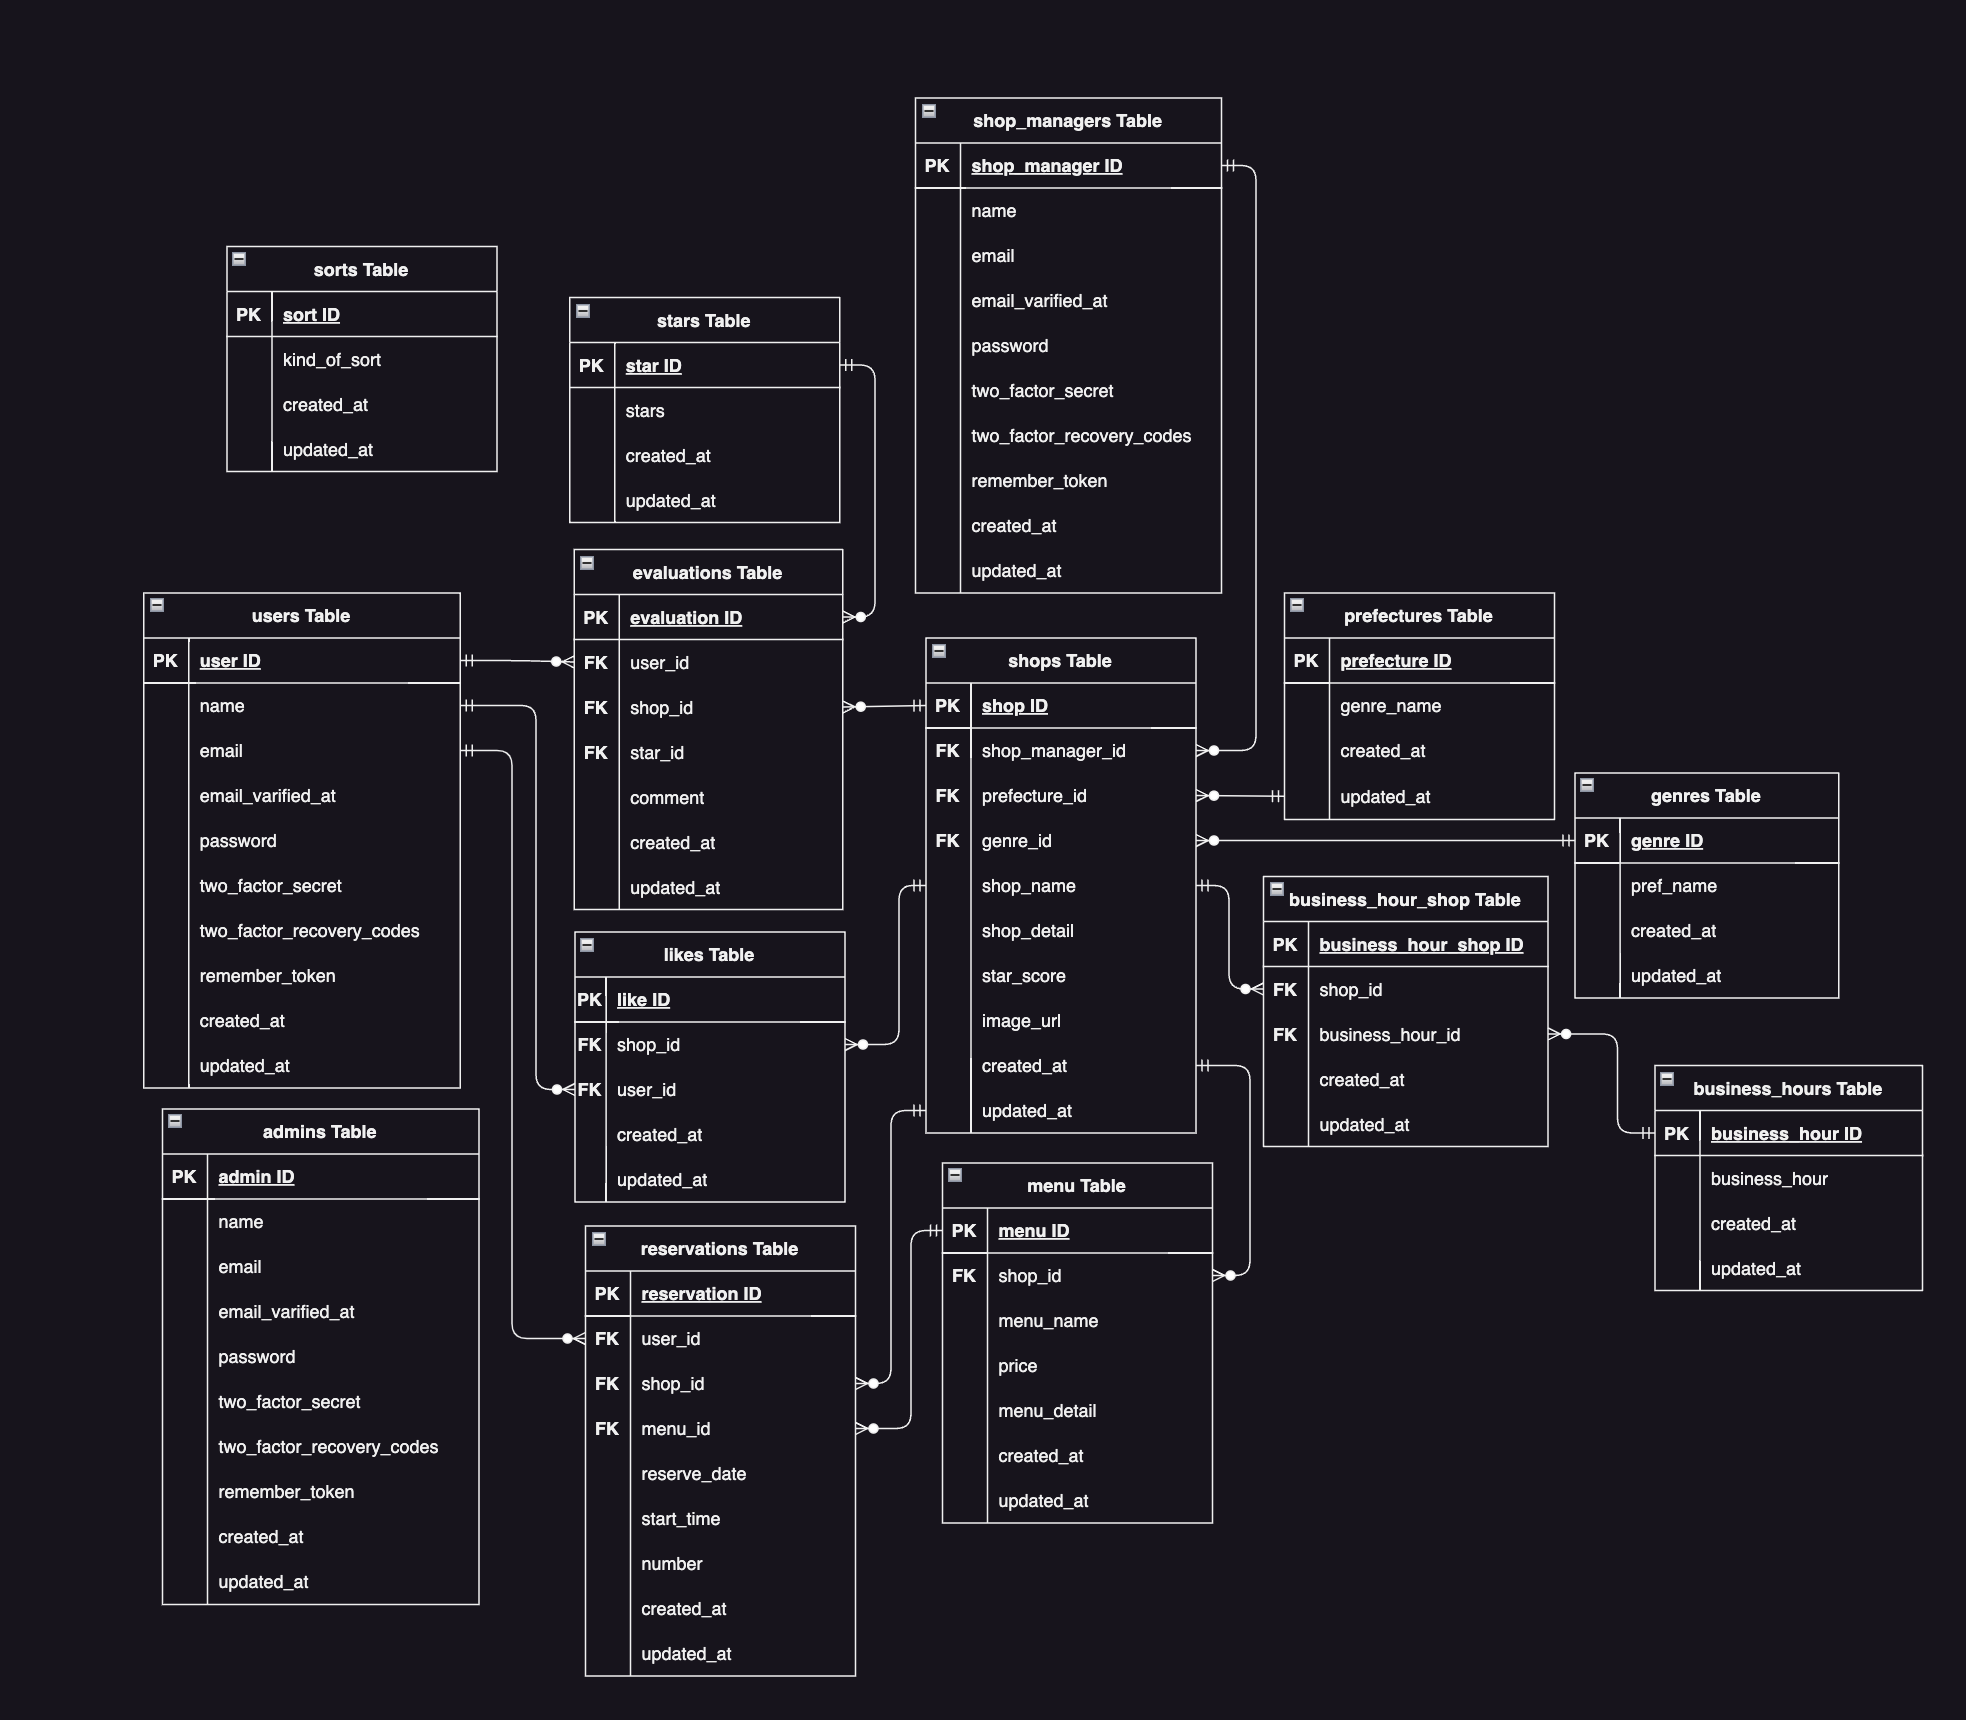 shop_managers Table
PK shop_manager ID
name
email
email_varified_at
password
two_factor_secret
two_factor_recovery_codes
remember_token
created_at
updated_at
sorts Table
PK sort ID
kind_of_sort
created_at
updated_at
stars Table
PK star ID
stars
created_at
updated_at
evaluations Table
PK evaluation ID
FK user_id
FK shop_id
FK star_id
comment
created_at
updated_at
users Table
PK user ID
name
email
email_varified_at
password
two_factor_secret
two_factor_recovery_codes
remember_token
created_at
updated_at
shops Table
PK shop ID
FK shop_manager_id
FK prefecture_id
FK genre_id
shop_name
shop_detail
star_score
image_url
created_at
updated_at
prefectures Table
PK prefecture ID
genre_name
created_at
updated_at
genres Table
PK genre ID
pref_name
created_at
updated_at
business_hour_shop Table
PK business_hour_shop ID
FK shop_id
FK business_hour_id
created_at
updated_at
likes Table
PK like ID
FK shop_id
FK user_id
created_at
updated_at
business_hours Table
PK business_hour ID
business_hour
created_at
updated_at
admins Table
PK admin ID
name
email
email_varified_at
password
two_factor_secret
two_factor_recovery_codes
remember_token
created_at
updated_at
menu Table
PK menu ID
FK shop_id
menu_name
price
menu_detail
created_at
updated_at
reservations Table
PK reservation ID
FK user_id
FK shop_id
FK menu_id
reserve_date
start_time
number
created_at
updated_at